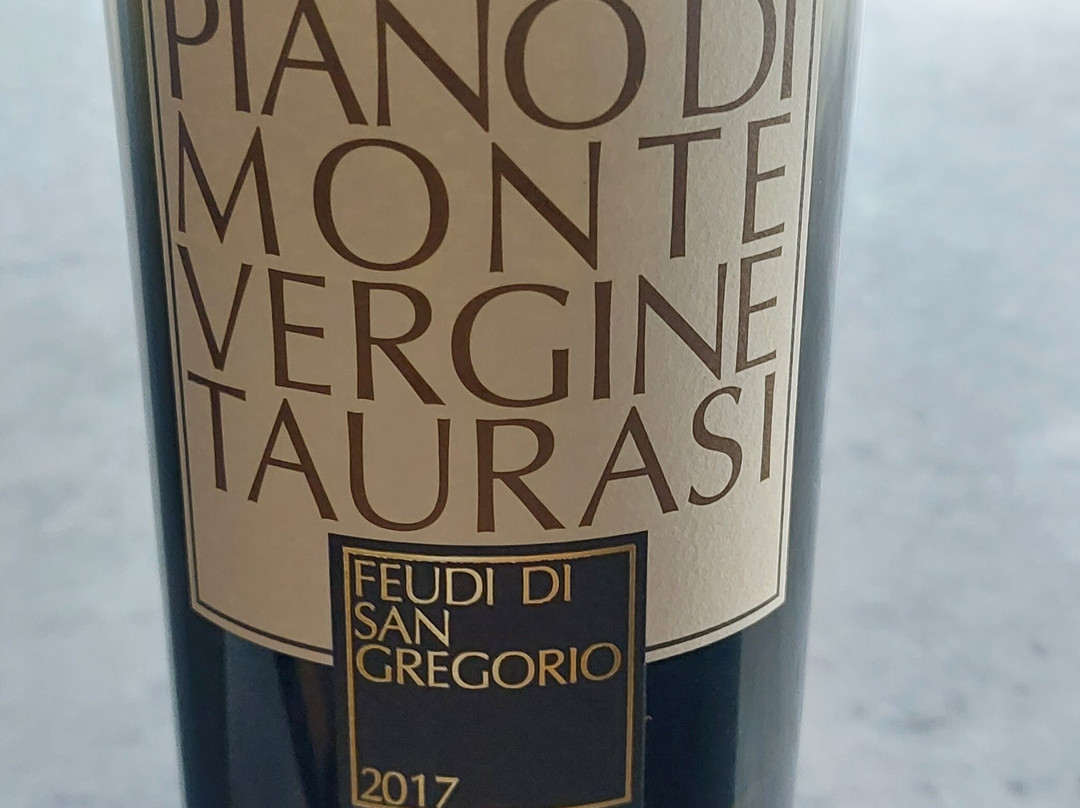 PIANO DI
MONTE
VERGINE
TAURASI
FEUDI DI
SAN
GREGORIO
2017